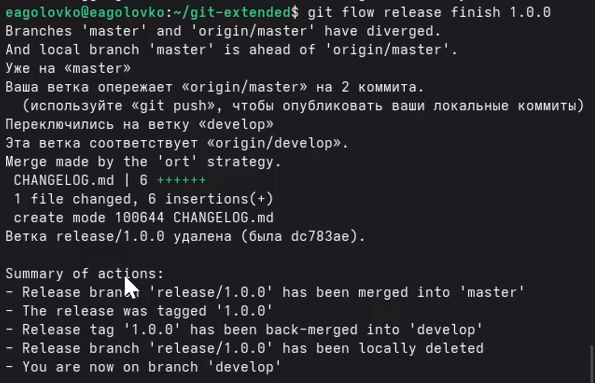 eagolovko@eagolovko:~/git-extended$ git flow release finish 1.0.0
Branches 'master' and 'origin/master' have diverged.
And local branch 'master' is ahead of 'origin/master'.
Уже на «master»
Ваша ветка опережает «origin/master» на 2 коммита.
  (используйте «git push», чтобы опубликовать ваши локальные коммиты)
Переключились на ветку «develop»
Эта ветка соответствует «origin/develop».
Merge made by the 'ort' strategy.
 CHANGELOG.md | 6 ++++++
 1 file changed, 6 insertions(+)
 create mode 100644 CHANGELOG.md
Ветка release/1.0.0 удалена (была dc783ae).
Summary of actions:
- Release branch 'release/1.0.0' has been merged into 'master'
- The release was tagged '1.0.0'
- Release tag '1.0.0' has been back-merged into 'develop'
- Release branch 'release/1.0.0' has been locally deleted
- You are now on branch 'develop'